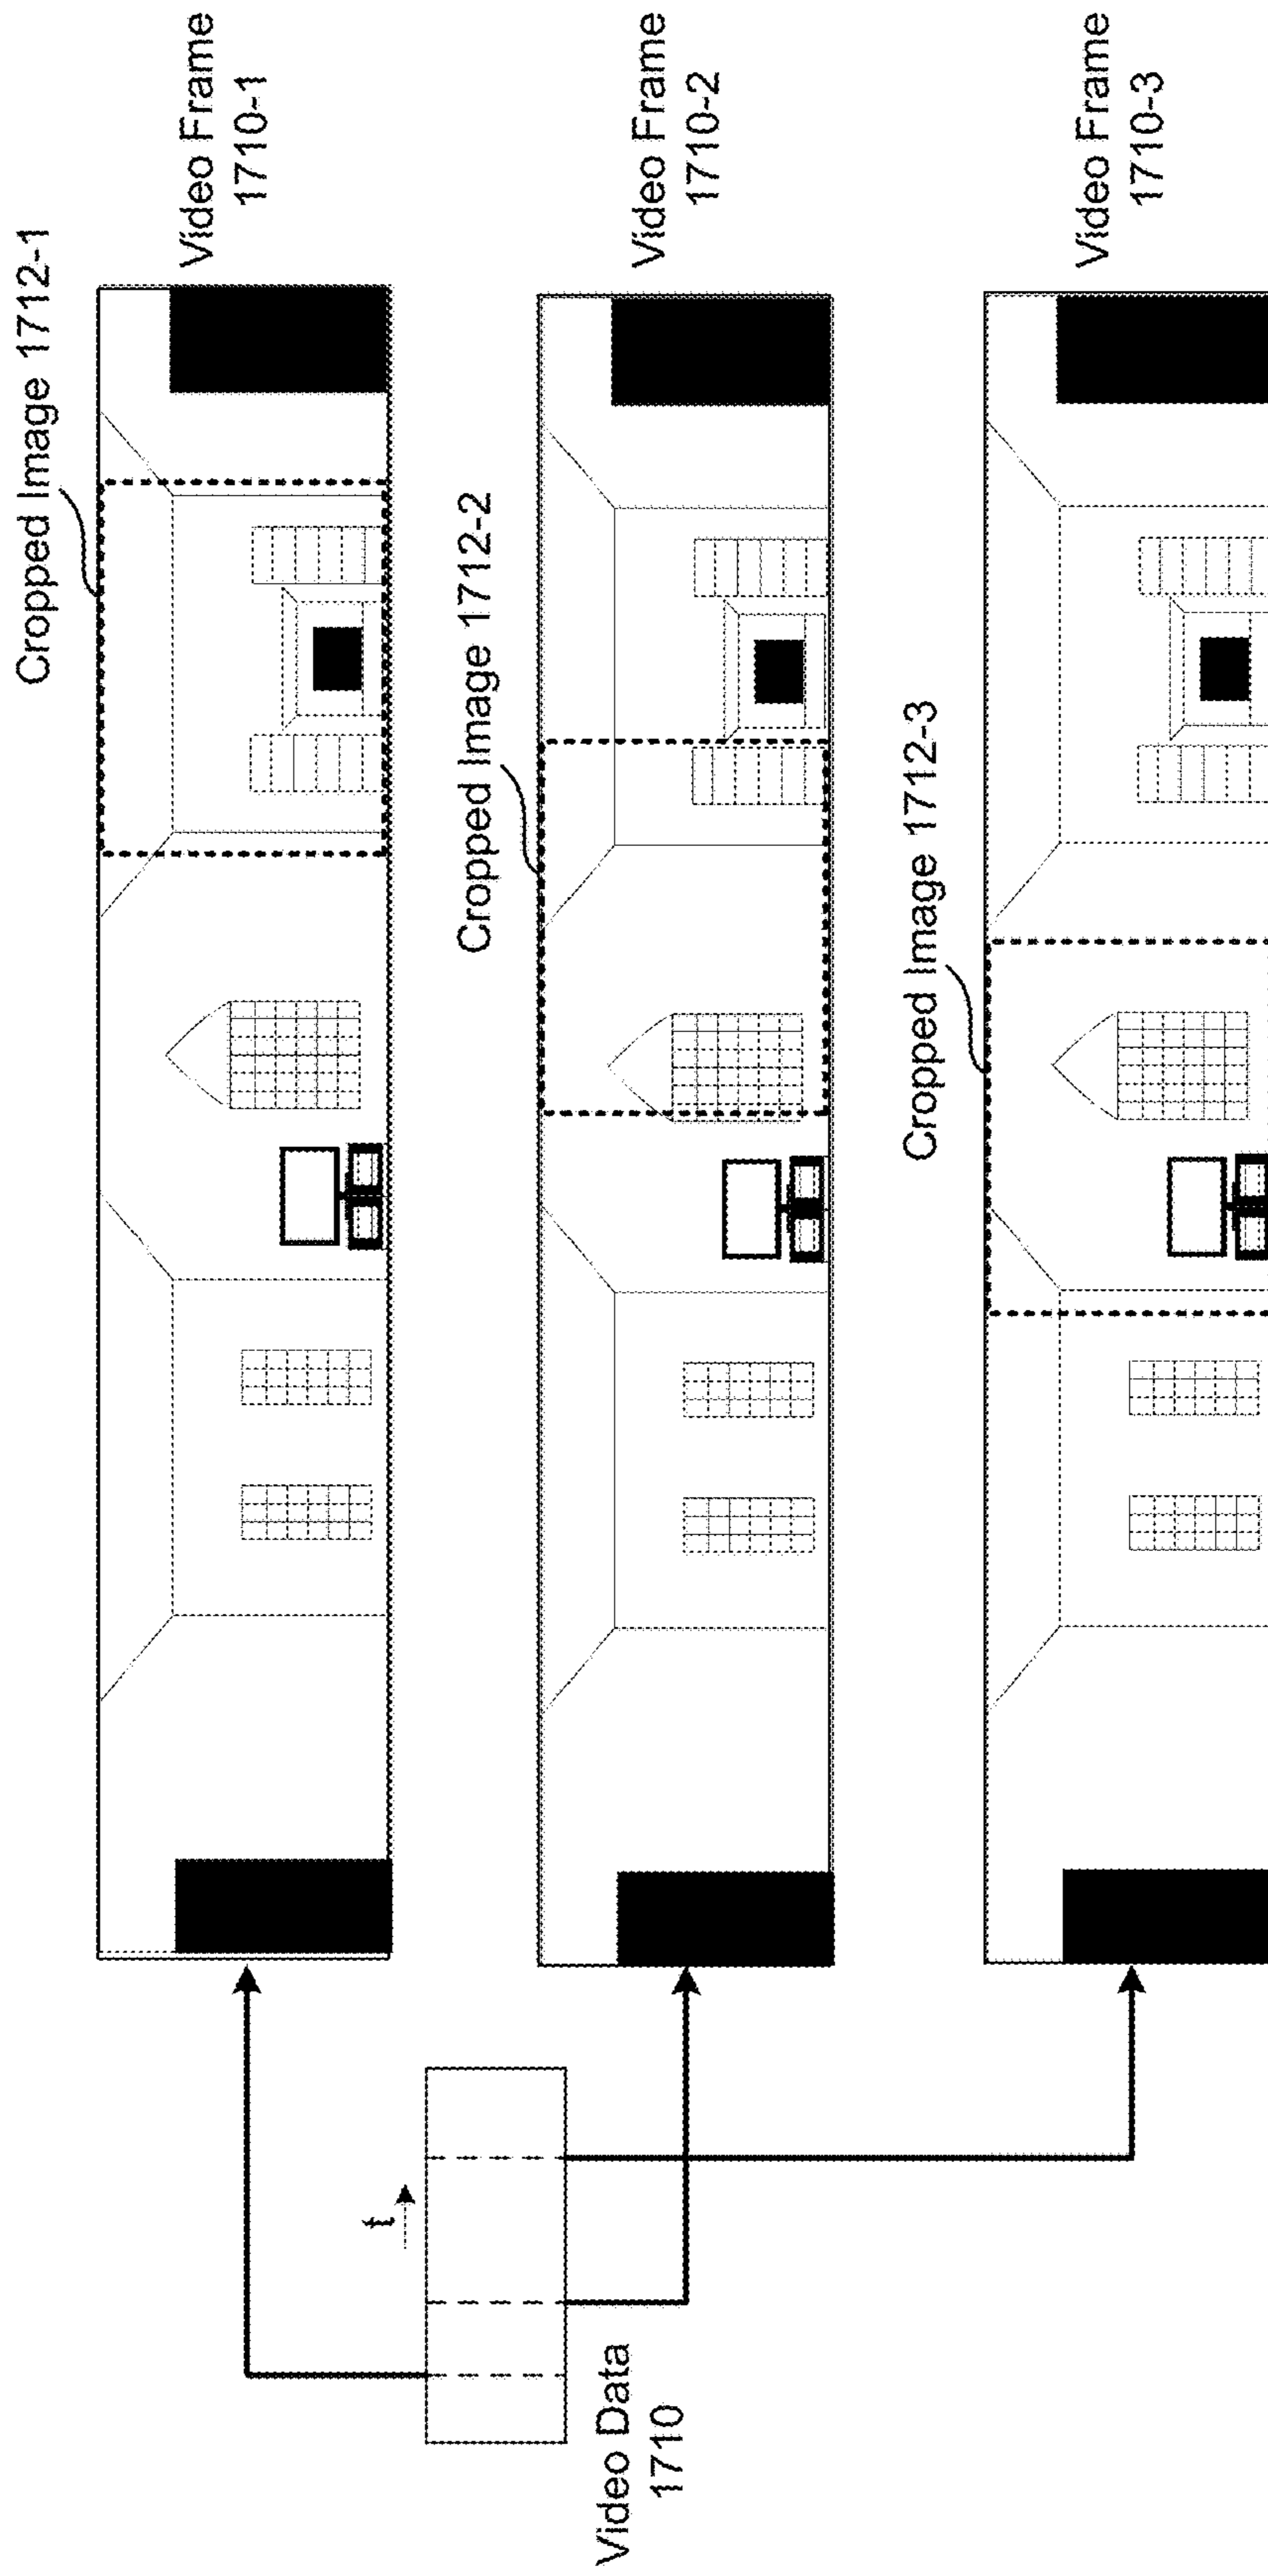 Cropped Image 1712-1
Video Frame
1710-1
Cropped Image 1712-2
Video Frame
1710-2
Cropped Image 1712-3
Video Frame
1710-3
t
Video Data
1710